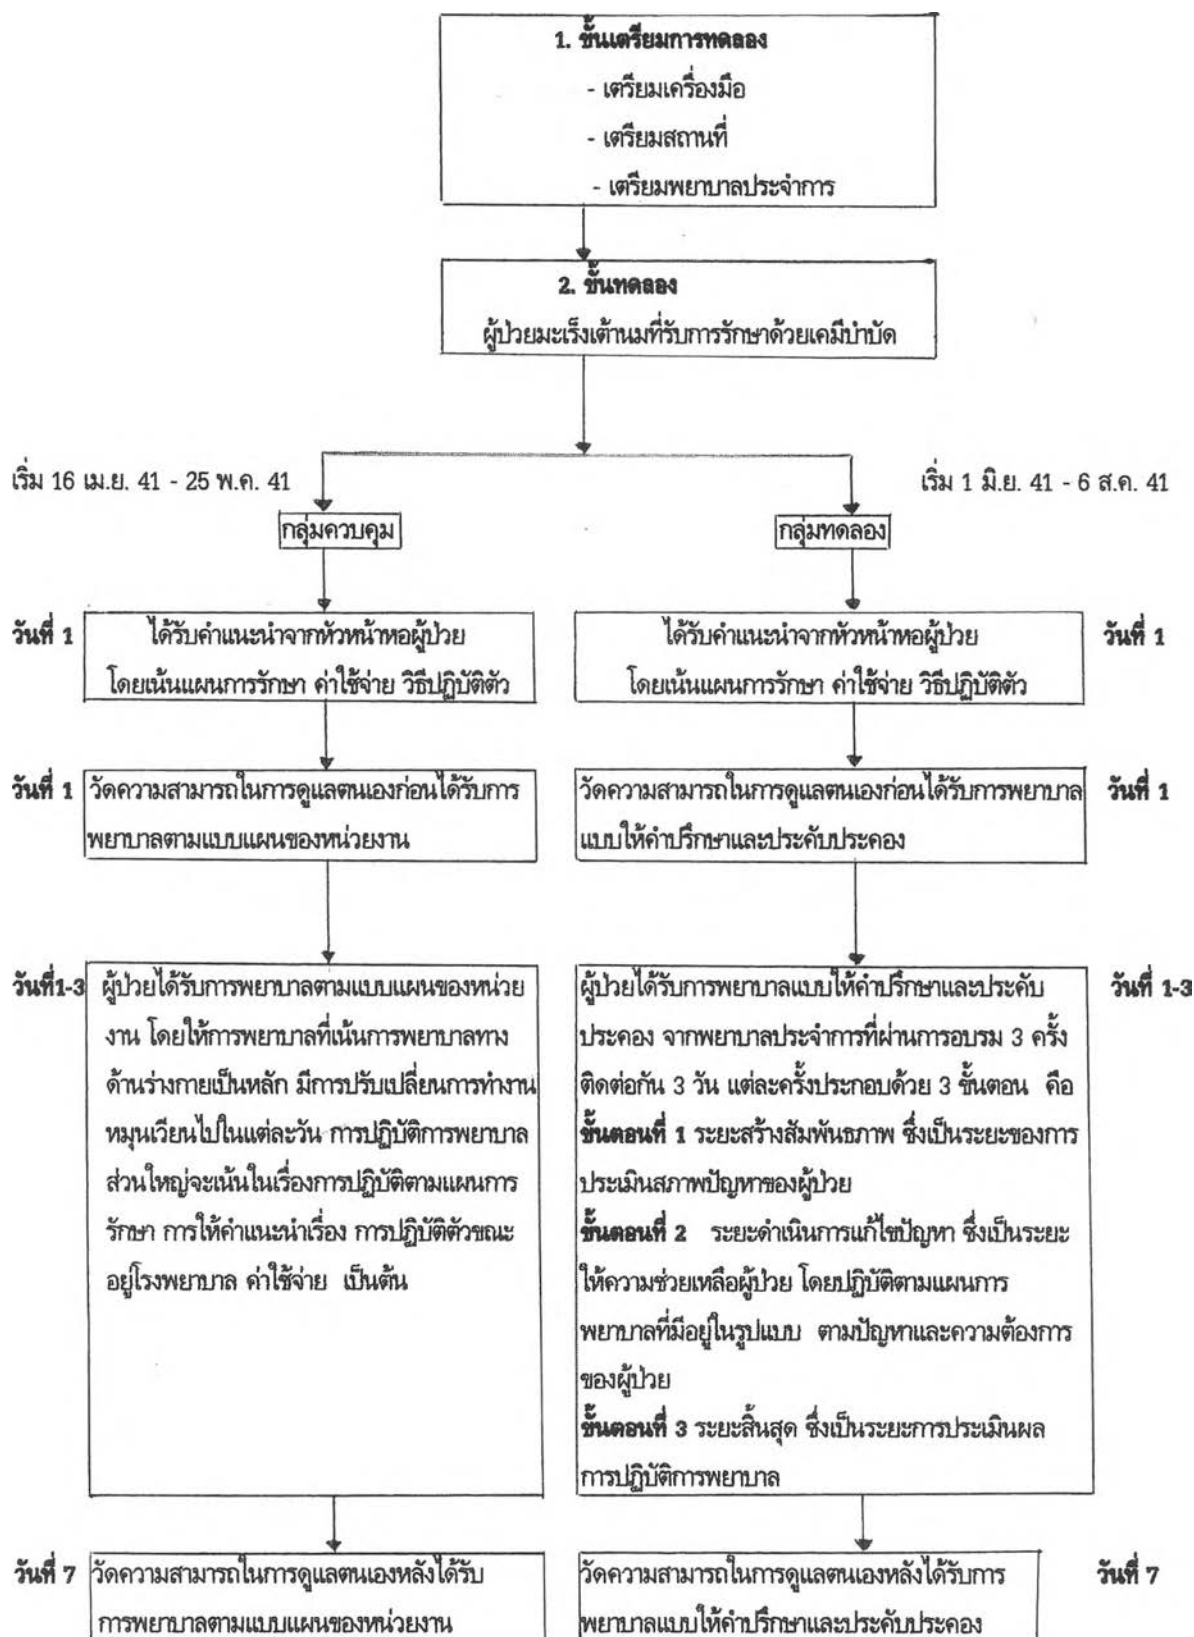 1. ขั้นเตรียมการทดลอง
- เตรียมเครื่องมือ
- เตรียมสถานที่
- เตรียมพยาบาลประจำการ
2. ขั้นทดลอง
ผู้ป่วยมะเร็งเต้านมที่รับการรักษาด้วยเคมีบำบัด
เริ่ม 16 เม.ย. 41 - 25 พ.ค. 41
เริ่ม 1 มิ.ย. 41 - 6 ส.ค. 41
กลุ่มควบคุม
กลุ่มทดลอง
วันที่ 1
ได้รับคำแนะนำจากหัวหน้าหอผู้ป่วย
โดยเน้นแผนการรักษา ค่าใช้จ่าย วิธีปฏิบัติตัว
ได้รับคำแนะนำจากหัวหน้าหอผู้ป่วย
โดยเน้นแผนการรักษา ค่าใช้จ่าย วิธีปฏิบัติตัว
วันที่ 1
วันที่ 1
วัดความสามารถในการดูแลตนเองก่อนได้รับการ
พยาบาลตามแบบแผนของหน่วยงาน
วัดความสามารถในการดูแลตนเองก่อนได้รับการพยาบาล
แบบให้คำปรึกษาและประคับประคอง
วันที่ 1
วันที่1-3
ผู้ป่วยได้รับการพยาบาลตามแบบแผนของหน่วย
งาน โดยให้การพยาบาลที่เน้นการพยาบาลทาง
ด้านร่างกายเป็นหลัก มีการปรับเปลี่ยนการทำงาน
หมุนเวียนไปในแต่ละวัน การปฏิบัติการพยาบาล
ส่วนใหญ่จะเน้นในเรื่องการปฏิบัติตามแผนการ
รักษา การให้คำแนะนำเรื่อง การปฏิบัติตัวขณะ
อยู่โรงพยาบาล ค่าใช้จ่าย เป็นต้น
ผู้ป่วยได้รับการพยาบาลแบบให้คำปรึกษาและประคับ
ประคอง จากพยาบาลประจำการที่ผ่านการอบรม 3 ครั้ง
ติดต่อกัน 3 วัน แต่ละครั้งประกอบด้วย 3 ขั้นตอน คือ
ขั้นตอนที่ 1 ระยะสร้างสัมพันธภาพ ซึ่งเป็นระยะของการ
ประเมินสภาพปัญหาของผู้ป่วย
ขั้นตอนที่ 2 ระยะดำเนินการแก้ไขปัญหา ซึ่งเป็นระยะ
ให้ความช่วยเหลือผู้ป่วย โดยปฏิบัติตามแผนการ
พยาบาลที่มีอยู่ในรูปแบบ ตามปัญหาและความต้องการ
ของผู้ป่วย
ขั้นตอนที่ 3 ระยะสิ้นสุด ซึ่งเป็นระยะการประเมินผล
การปฏิบัติการพยาบาล
วันที่ 1-3
วันที่ 7
วัดความสามารถในการดูแลตนเองหลังได้รับ
การพยาบาลตามแบบแผนของหน่วยงาน
วัดความสามารถในการดูแลตนเองหลังได้รับการ
พยาบาลแบบให้คำปรึกษาและประคับประคอง
วันที่ 7